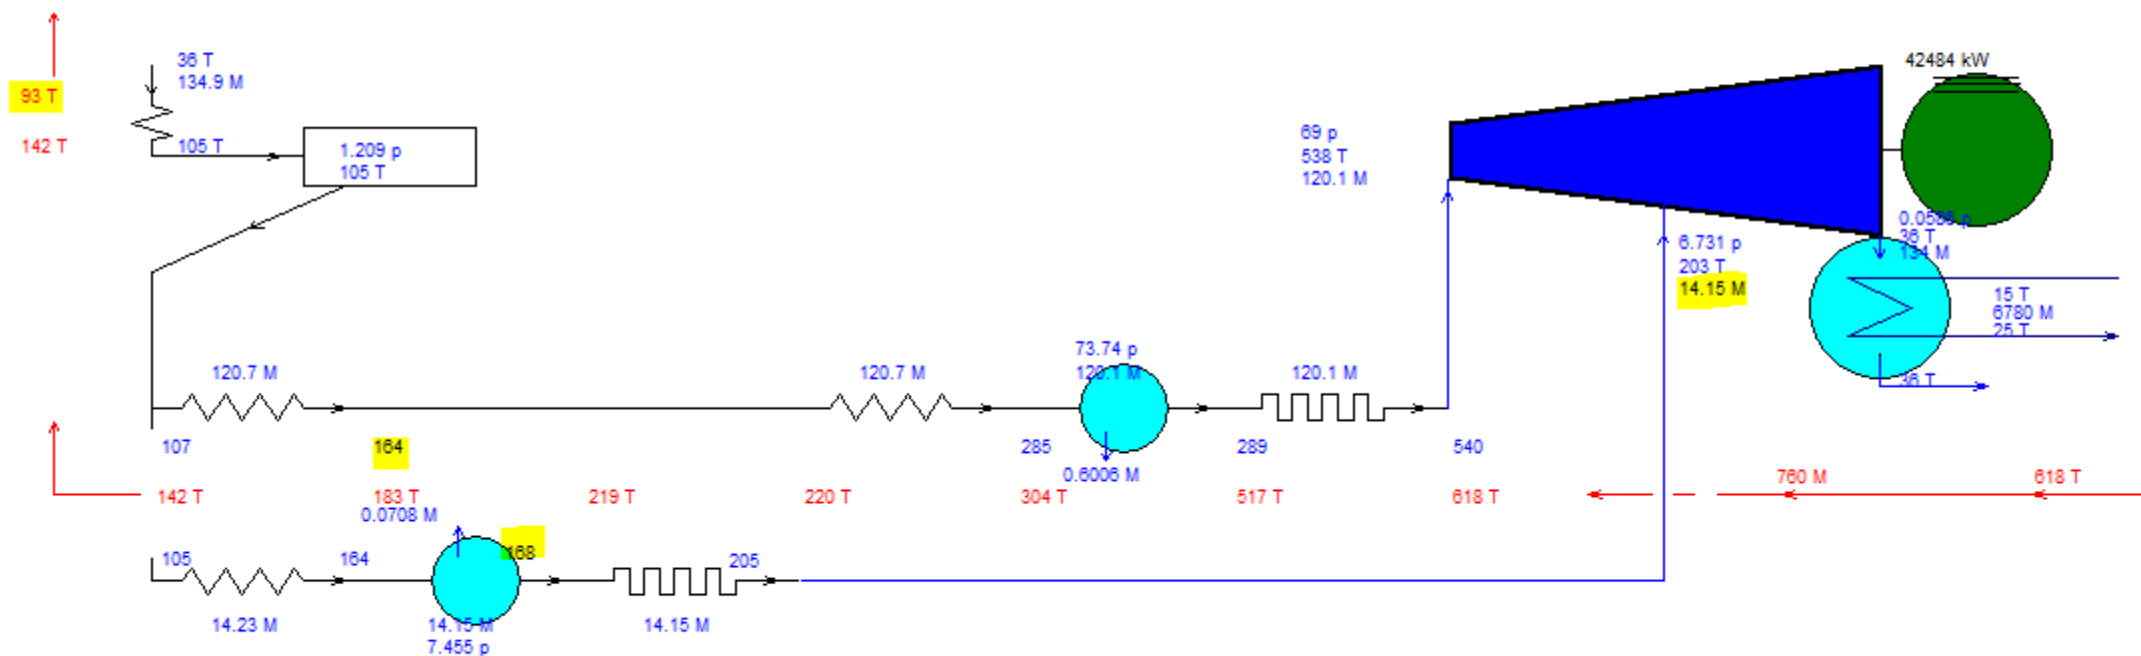 36 T
134.9 M
93 T
142 T
105 T
1.209 p
105 T
42484 kW
69 p
538 T
120.1 M
0.0586 p
36 T
134 M
6.731 p
203 T
14.15 M
15 T
6780 M
25 T
36 T
73.74 p
120.7 M
120.7 M
120.1 M
120.1 M
107
164
285
289
540
0.6006 M
142 T
183 T
219 T
220 T
304 T
517 T
618 T
760 M
618 T
0.0708 M
105
164
168
205
14.23 M
14.15 M
14.15 M
7.455 p